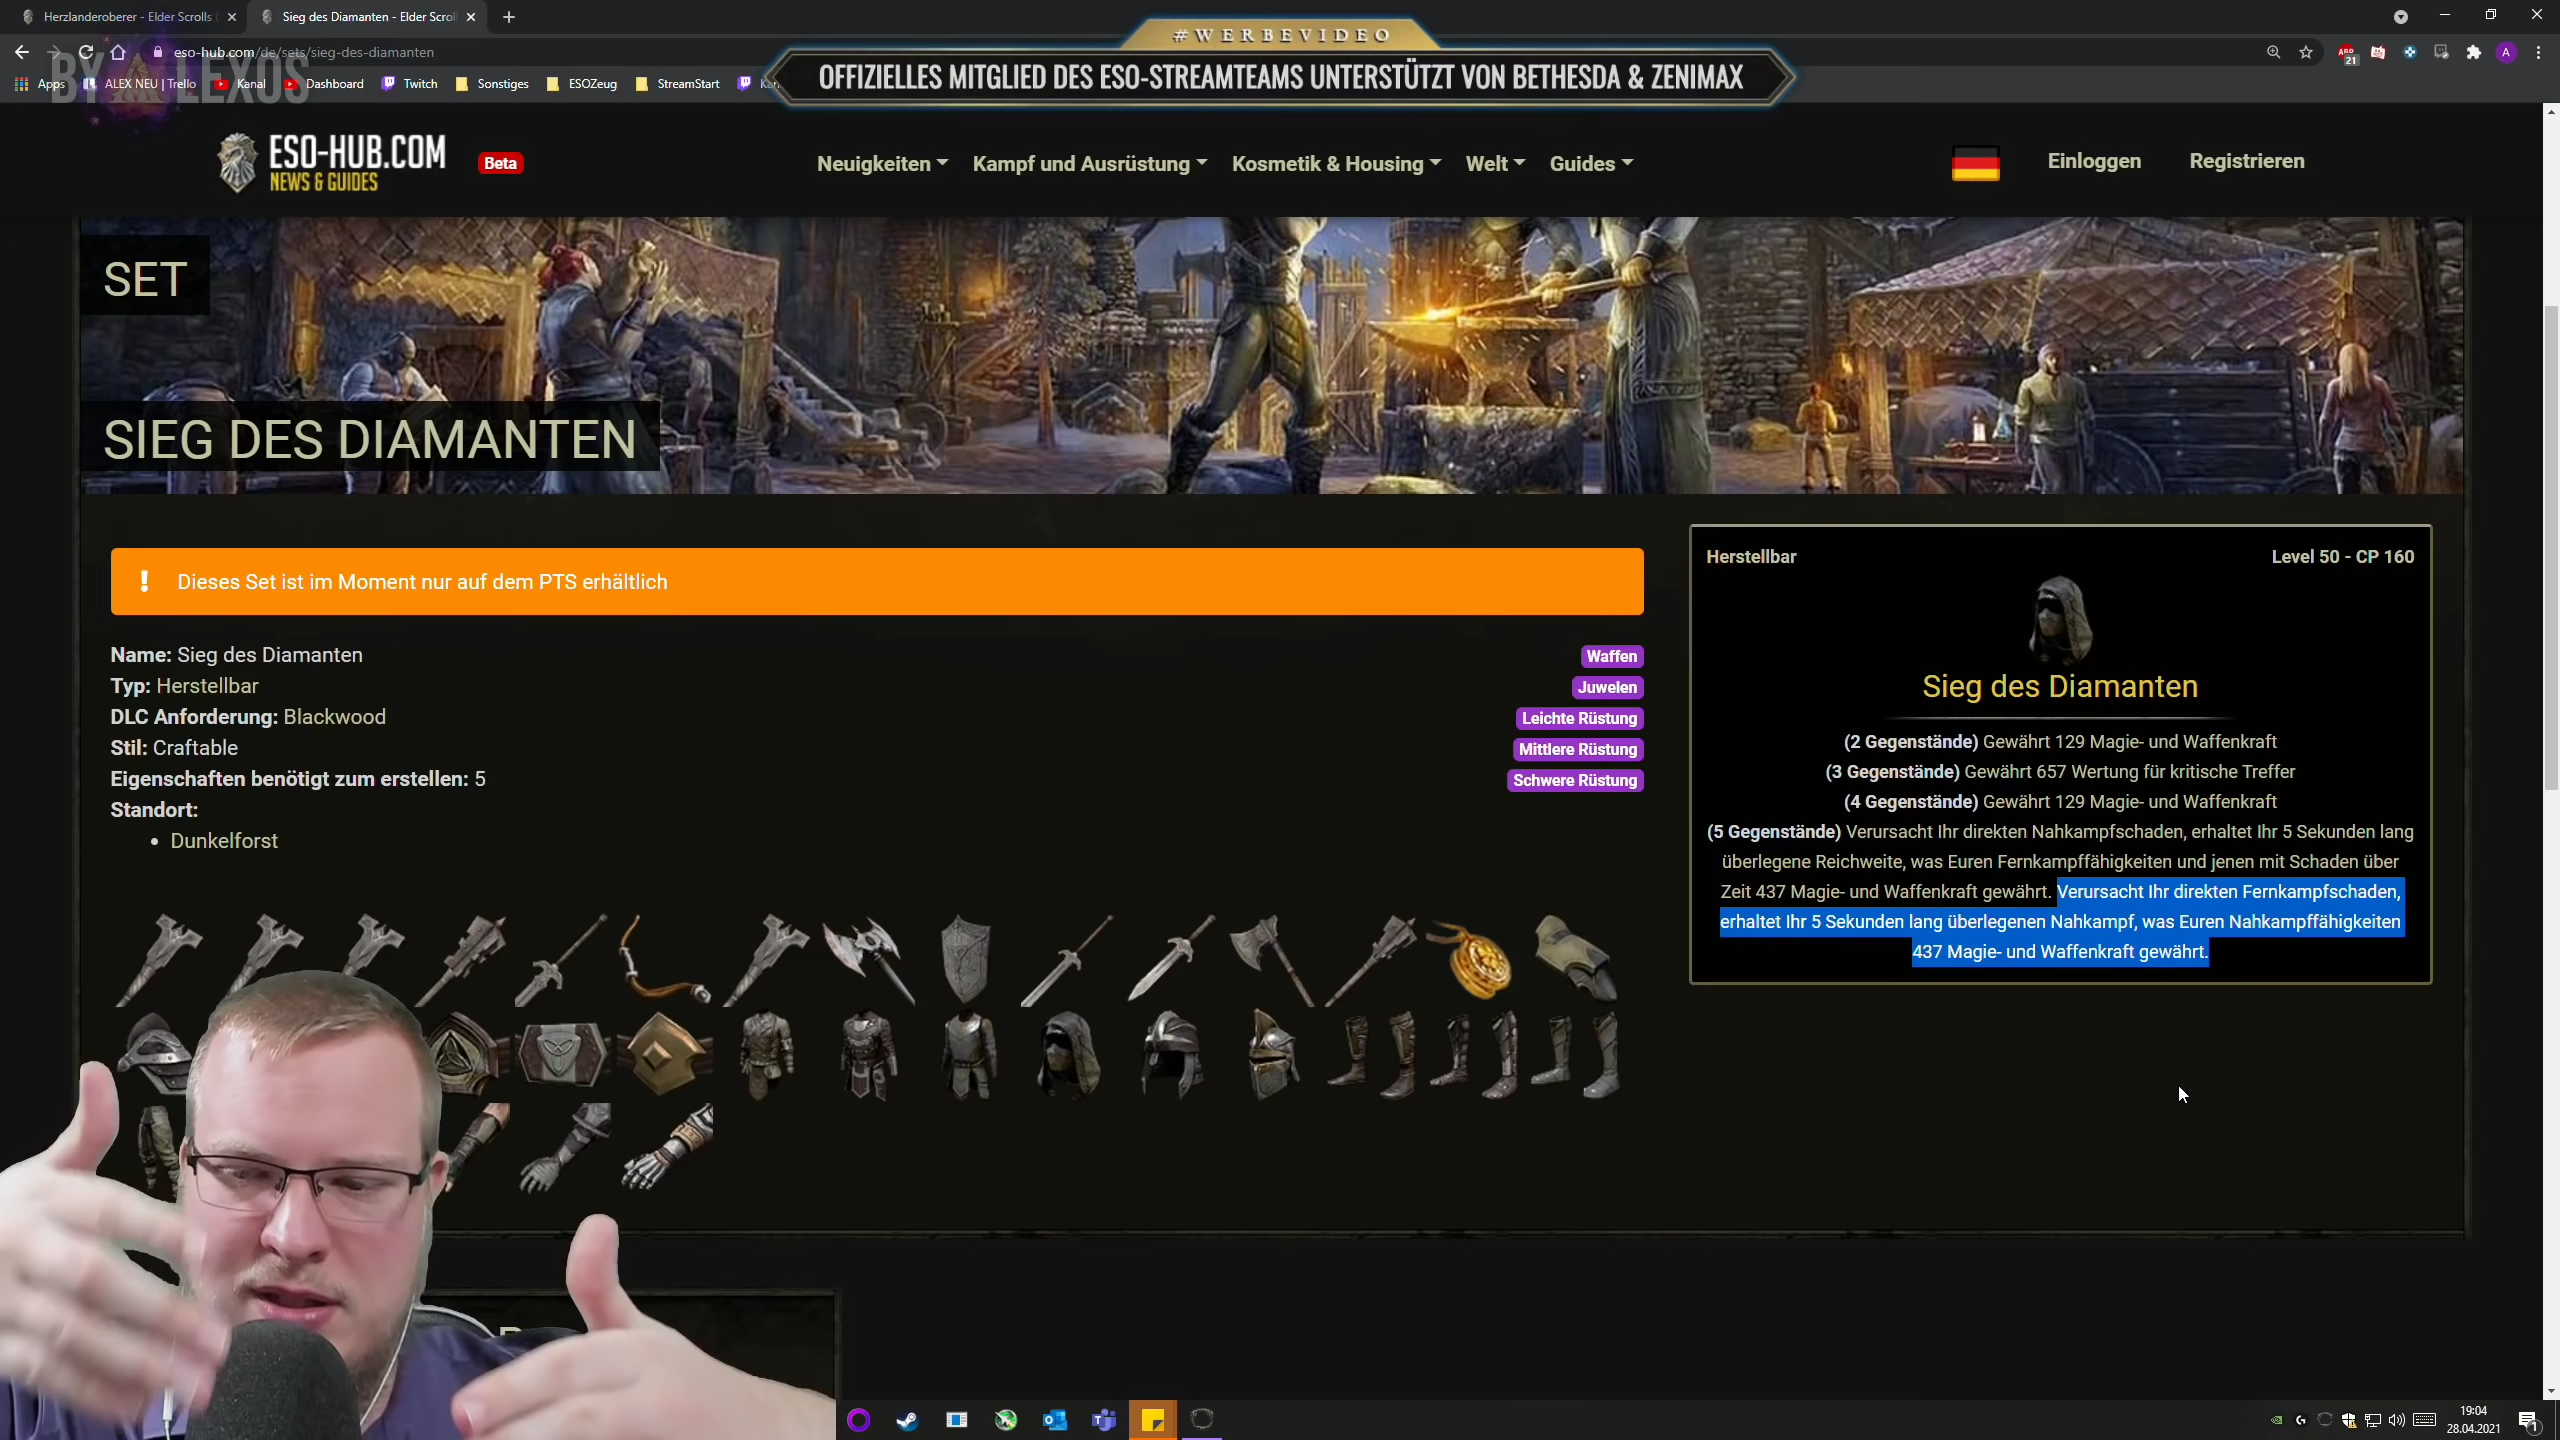 Herzlanderoberer - Elder Scrolls
Sieg des Diamanten - Elder Scroll
#WERBEVIDEO
OFFIZIELLES MITGLIED DES ESO-STREAMTEAMS UNTERSTÜTZT VON BETHESDA & ZENIMAX
eso-hub.com/de/sets/sieg-des-diamanten
21
A
BY ALEXOS
Apps
ALEX NEU | Trello
Kanal
Dashboard
Twitch
Sonstiges
ESOZeug
StreamStart
ESO-HUB.COM
NEWS & GUIDES
Beta
Neuigkeiten
Kampf und Ausrüstung
Kosmetik & Housing
Welt
Guides
Einloggen
Registrieren
SET
SIEG DES DIAMANTEN
Dieses Set ist im Moment nur auf dem PTS erhältlich
Name: Sieg des Diamanten
Typ: Herstellbar
DLC Anforderung: Blackwood
Stil: Craftable
Eigenschaften benötigt zum erstellen: 5
Standort:
• Dunkelforst
Waffen
Juwelen
Leichte Rüstung
Mittlere Rüstung
Schwere Rüstung
Herstellbar
Level 50 - CP 160
Sieg des Diamanten
(2 Gegenstände) Gewährt 129 Magie- und Waffenkraft
(3 Gegenstände) Gewährt 657 Wertung für kritische Treffer
(4 Gegenstände) Gewährt 129 Magie- und Waffenkraft
(5 Gegenstände) Verursacht Ihr direkten Nahkampfschaden, erhaltet Ihr 5 Sekunden lang
überlegene Reichweite, was Euren Fernkampffähigkeiten und jenen mit Schaden über
Zeit 437 Magie- und Waffenkraft gewährt. Verursacht Ihr direkten Fernkampfschaden,
erhaltet Ihr 5 Sekunden lang überlegenen Nahkampf, was Euren Nahkampffähigkeiten
437 Magie- und Waffenkraft gewährt.
19:04
28.04.2021
1